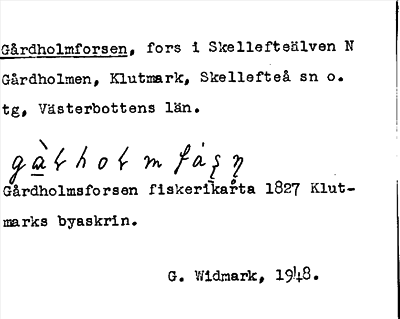 Gårdholmforsen, fors i Skellefteälven N
Gårdholmen, Klutmark, Skellefteå sn o.
tg, Västerbottens län.
Gårdholmsforsen fiskerikarta 1827 Klut-
marks byaskrin.
G. Widmark, 1948.